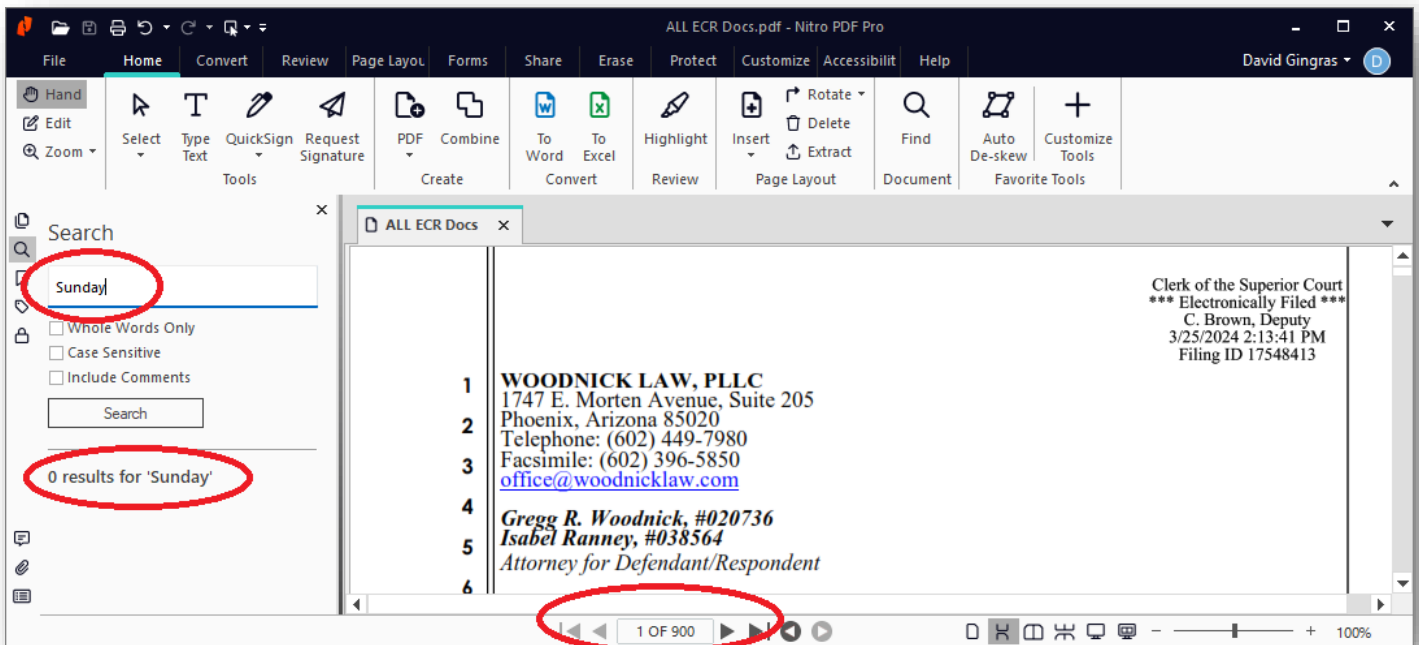 ALL ECR Docs.pdf - Nitro PDF Pro
File Home Convert Review Page Layou Forms Share Erase Protect Customize Accessibilit Help David Gingras D
Hand
Edit
Zoom
Select
Type Text
QuickSign
Request Signature
Tools
PDF
Combine
Create
To Word
To Excel
Convert
Highlight
Review
Insert
Rotate
Delete
Extract
Page Layout
Find
Document
Auto De-skew
Customize Tools
Favorite Tools
Search
Sunday
Whole Words Only
Case Sensitive
Include Comments
Search
0 results for 'Sunday'
ALL ECR Docs
Clerk of the Superior Court
*** Electronically Filed ***
C. Brown, Deputy
3/25/2024 2:13:41 PM
Filing ID 17548413
1 WOODNICK LAW, PLLC
1747 E. Morten Avenue, Suite 205
2 Phoenix, Arizona 85020
Telephone: (602) 449-7980
3 Facsimile: (602) 396-5850
office@woodnicklaw.com
4
Gregg R. Woodnick, #020736
5 Isabel Ranney, #038564
Attorney for Defendant/Respondent
6
1 OF 900
100%